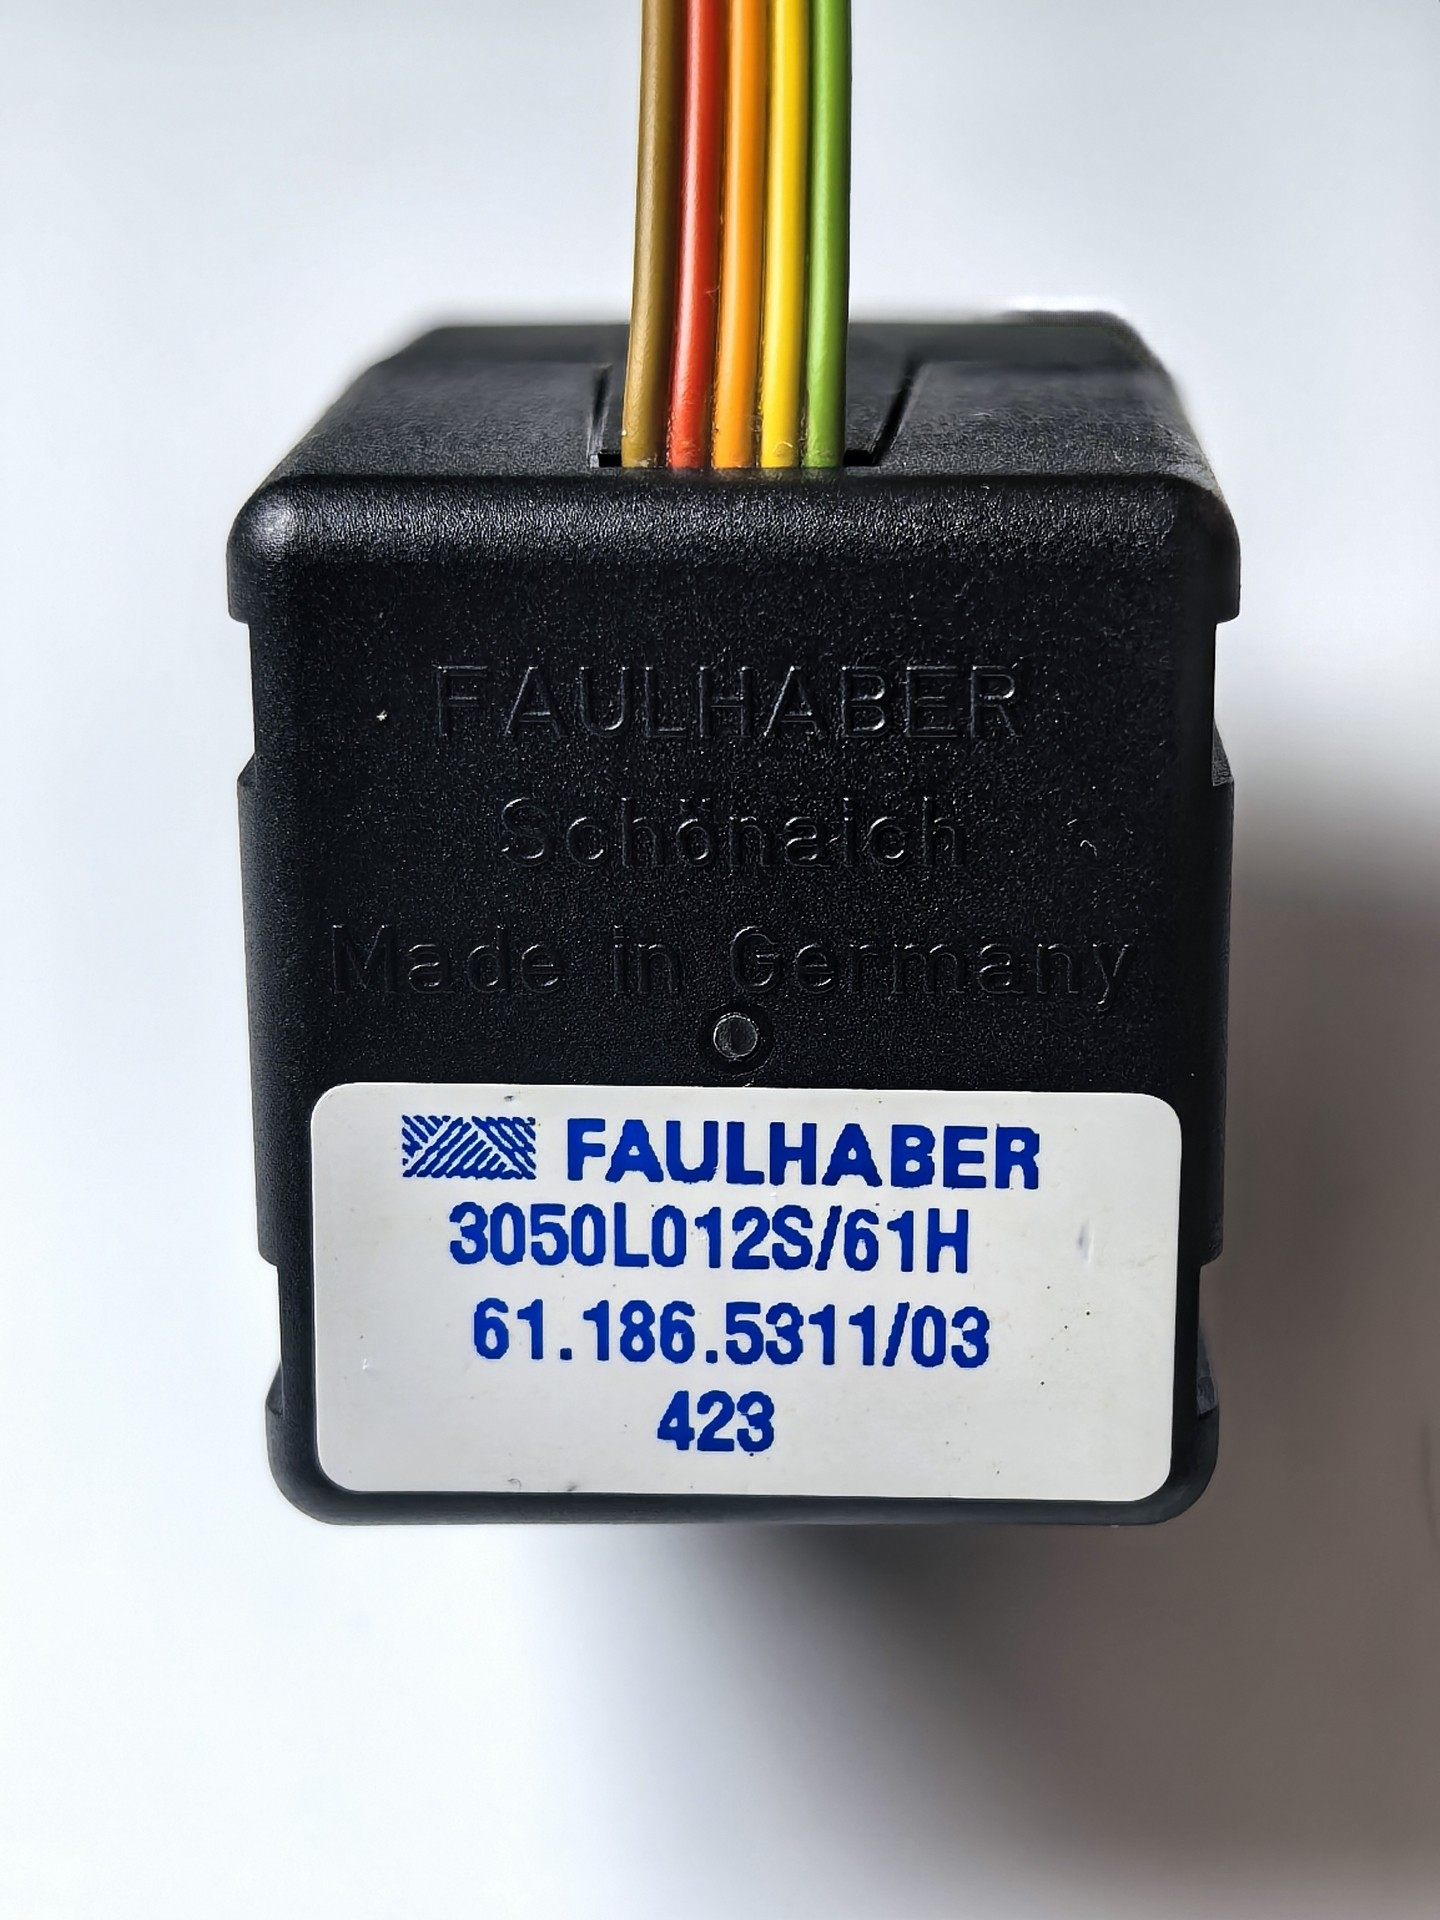 FAULHABER
Schönaich
Made in Germany
FAULHABER
3050L012S/61H
61.186.5311/03
423